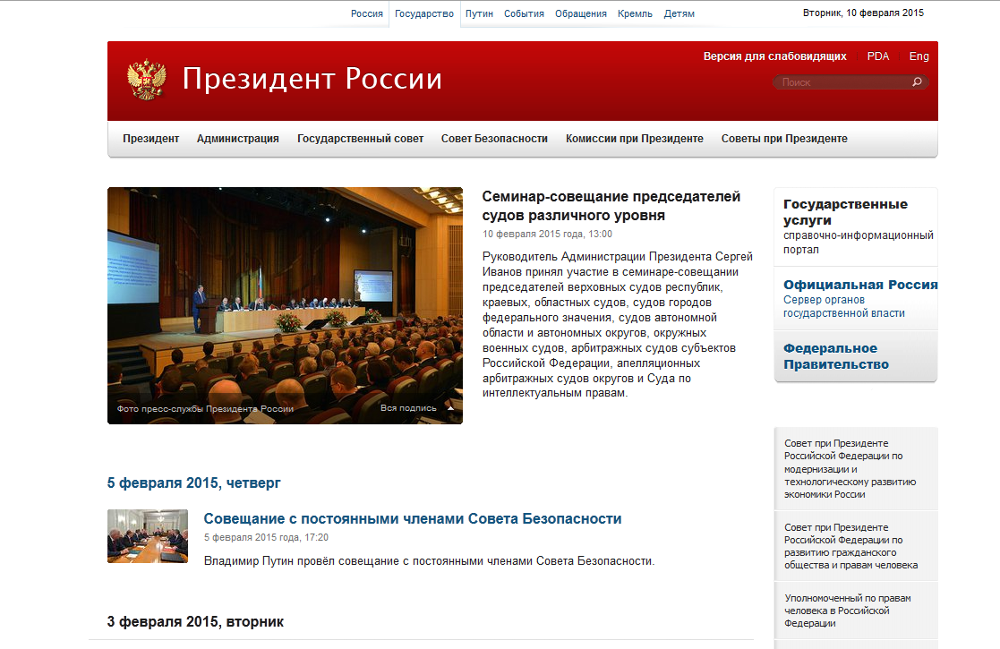 Россия Государство Путин События Обращения Кремль Детям
Вторник, 10 февраля 2015
Версия для слабовидящих PDA Eng
Президент России
Поиск
Президент Администрация Государственный совет Совет Безопасности Комиссии при Президенте Советы при Президенте
Семинар-совещание председателей
судов различного уровня
10 февраля 2015 года, 13:00
Руководитель Администрации Президента Сергей
Иванов принял участие в семинаре-совещании
председателей верховных судов республик,
краевых, областных судов, судов городов
федерального значения, судов автономной
области и автономных округов, окружных
военных судов, арбитражных судов субъектов
Российской Федерации, апелляционных
арбитражных судов округов и Суда по
интеллектуальным правам.
Фото пресс-службы Президента России
Вся подпись
Государственные
услуги
справочно-информационный
портал
Официальная Россия
Сервер органов
государственной власти
Федеральное
Правительство
5 февраля 2015, четверг
Совещание с постоянными членами Совета Безопасности
5 февраля 2015 года, 17:20
Владимир Путин провёл совещание с постоянными членами Совета Безопасности.
3 февраля 2015, вторник
Совет при Президенте
Российской Федерации по
модернизации и
технологическому развитию
экономики России
Совет при Президенте
Российской Федерации по
развитию гражданского
общества и правам человека
Уполномоченный по правам
человека в Российской
Федерации